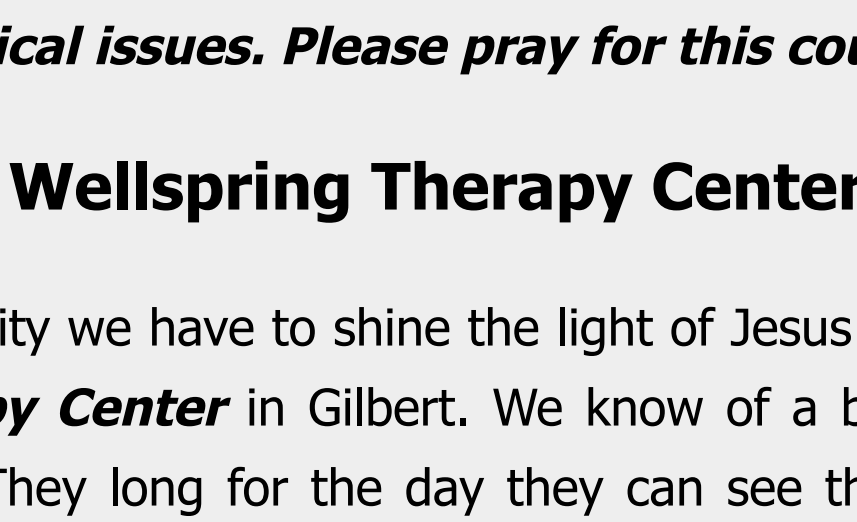 ical issues. Please pray for this cou
Wellspring Therapy Center
ity we have to shine the light of Jesus
py Center in Gilbert. We know of a b
They long for the day they can see th